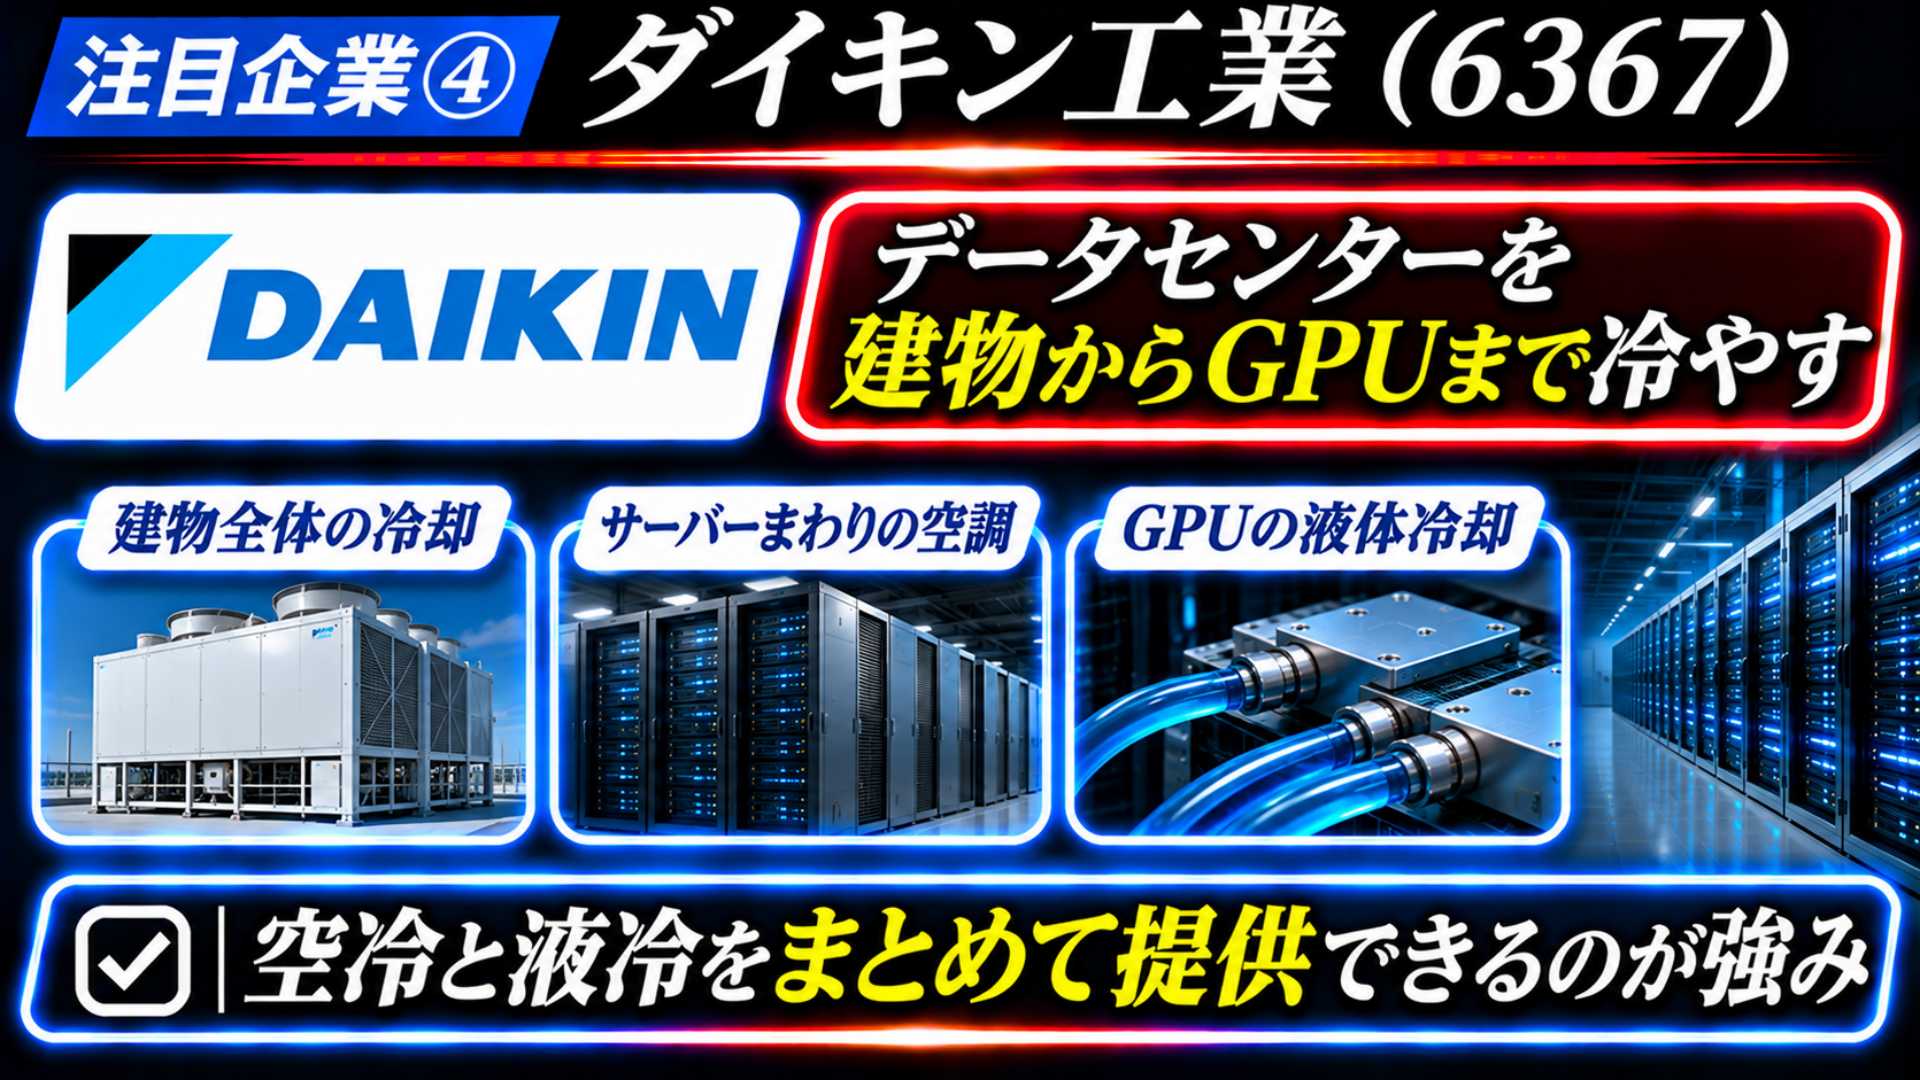 注目企業④
ダイキン工業(6367)
DAIKIN
データセンターを
建物からGPUまで冷やす
建物全体の冷却
サーバーまわりの空調
GPUの液体冷却
空冷と液冷をまとめて提供できるのが強み